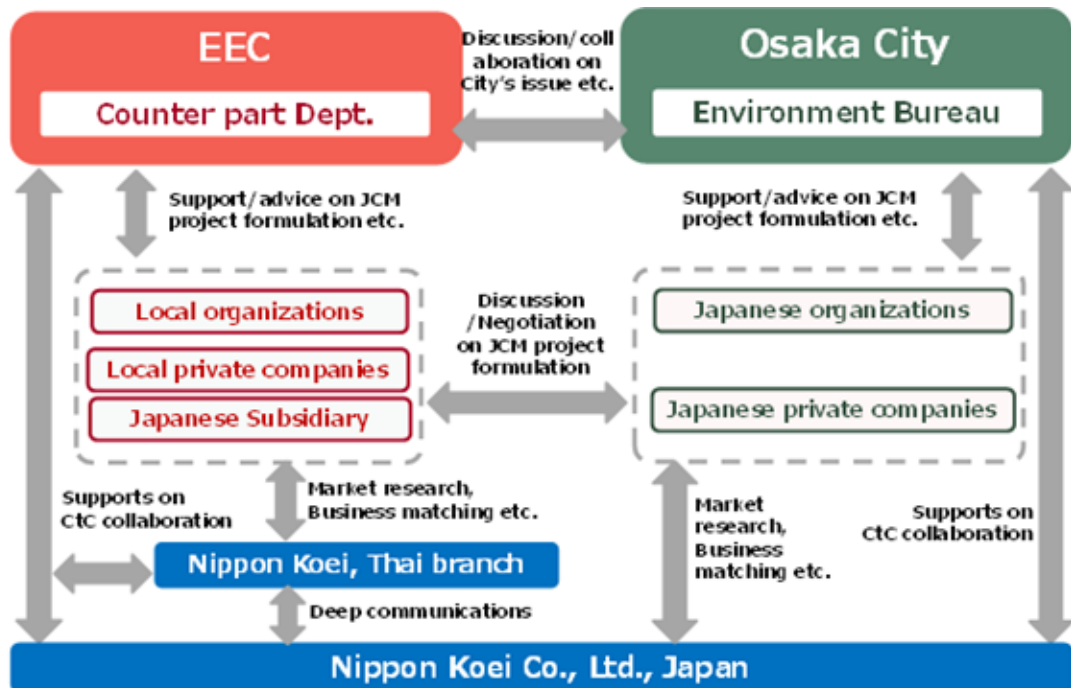 EEC
Counter part Dept.
Discussion/ coll
aboration on
City's issue etc.
Osaka City
Environment Bureau
Support/advice on JCM
project formulation etc.
Support/advice on JCM
project formulation etc.
Local organizations
Local private companies
Japanese Subsidiary
Discussion
/Negotiation
on JCM project
formulation
Japanese organizations
Japanese private companies
Supports on
CtC collaboration
Market research,
Business matching etc.
Market
research,
Business
matching etc.
Supports on
CtC collaboration
Nippon Koei, Thai branch
Deep communications
Nippon Koei Co., Ltd., Japan